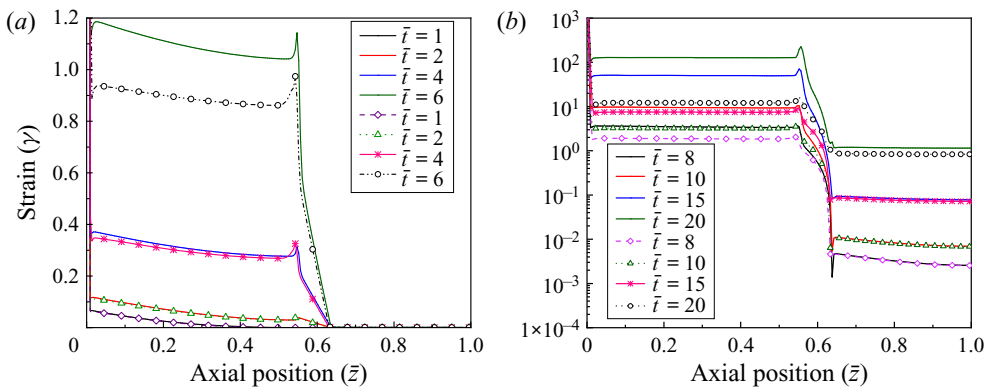 (a)
1.2
1.0
0.8
0.6
0.4
0.2
Strain (γ)
0
0.2
0.4
0.6
0.8
1.0
Axial position (z̄)
t̄ = 1
t̄ = 2
t̄ = 4
t̄ = 6
t̄ = 1
t̄ = 2
t̄ = 4
t̄ = 6
(b)
10³
10²
10¹
10⁰
10⁻¹
10⁻²
10⁻³
1×10⁻⁴
0
0.2
0.4
0.6
0.8
1.0
Axial position (z̄)
t̄ = 8
t̄ = 10
t̄ = 15
t̄ = 20
t̄ = 8
t̄ = 10
t̄ = 15
t̄ = 20